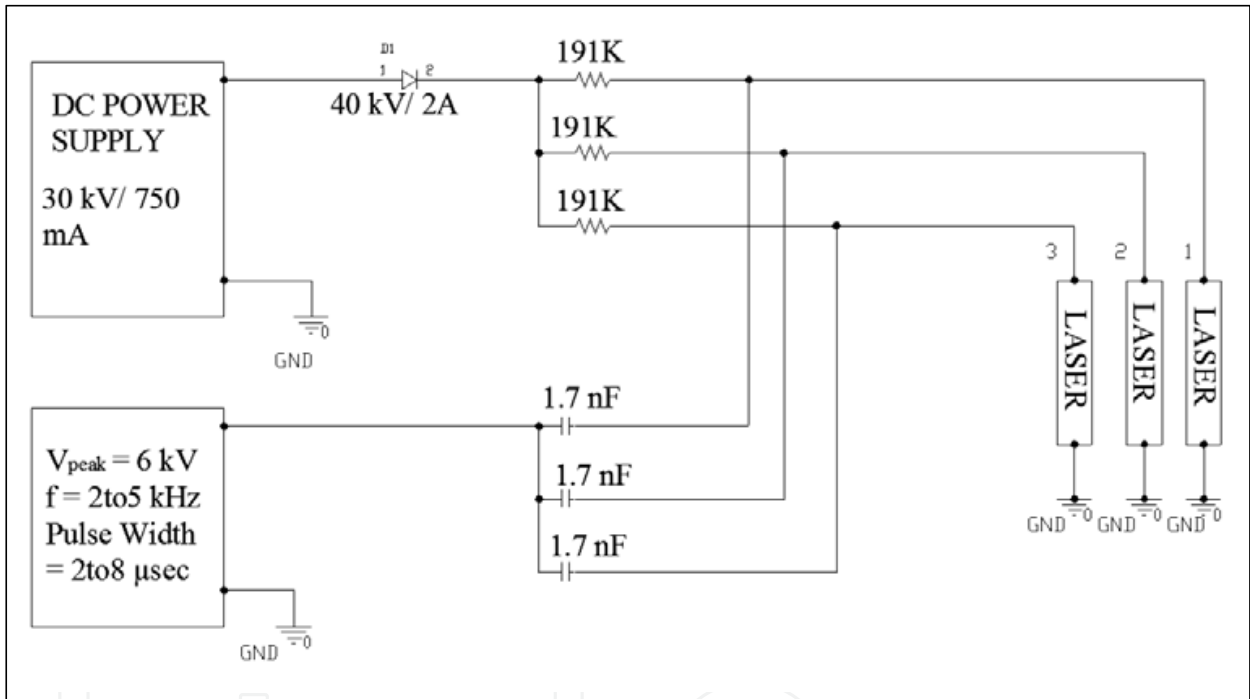 D1
1 2
40 kV/ 2A
191K
191K
191K
DC POWER
SUPPLY
30 kV/ 750
mA
0
GND
3 2 1
LASER
LASER
LASER
0
GND
0
GND
0
GND
1.7 nF
1.7 nF
1.7 nF
Vpeak = 6 kV
f = 2to5 kHz
Pulse Width
= 2to8 µsec
0
GND